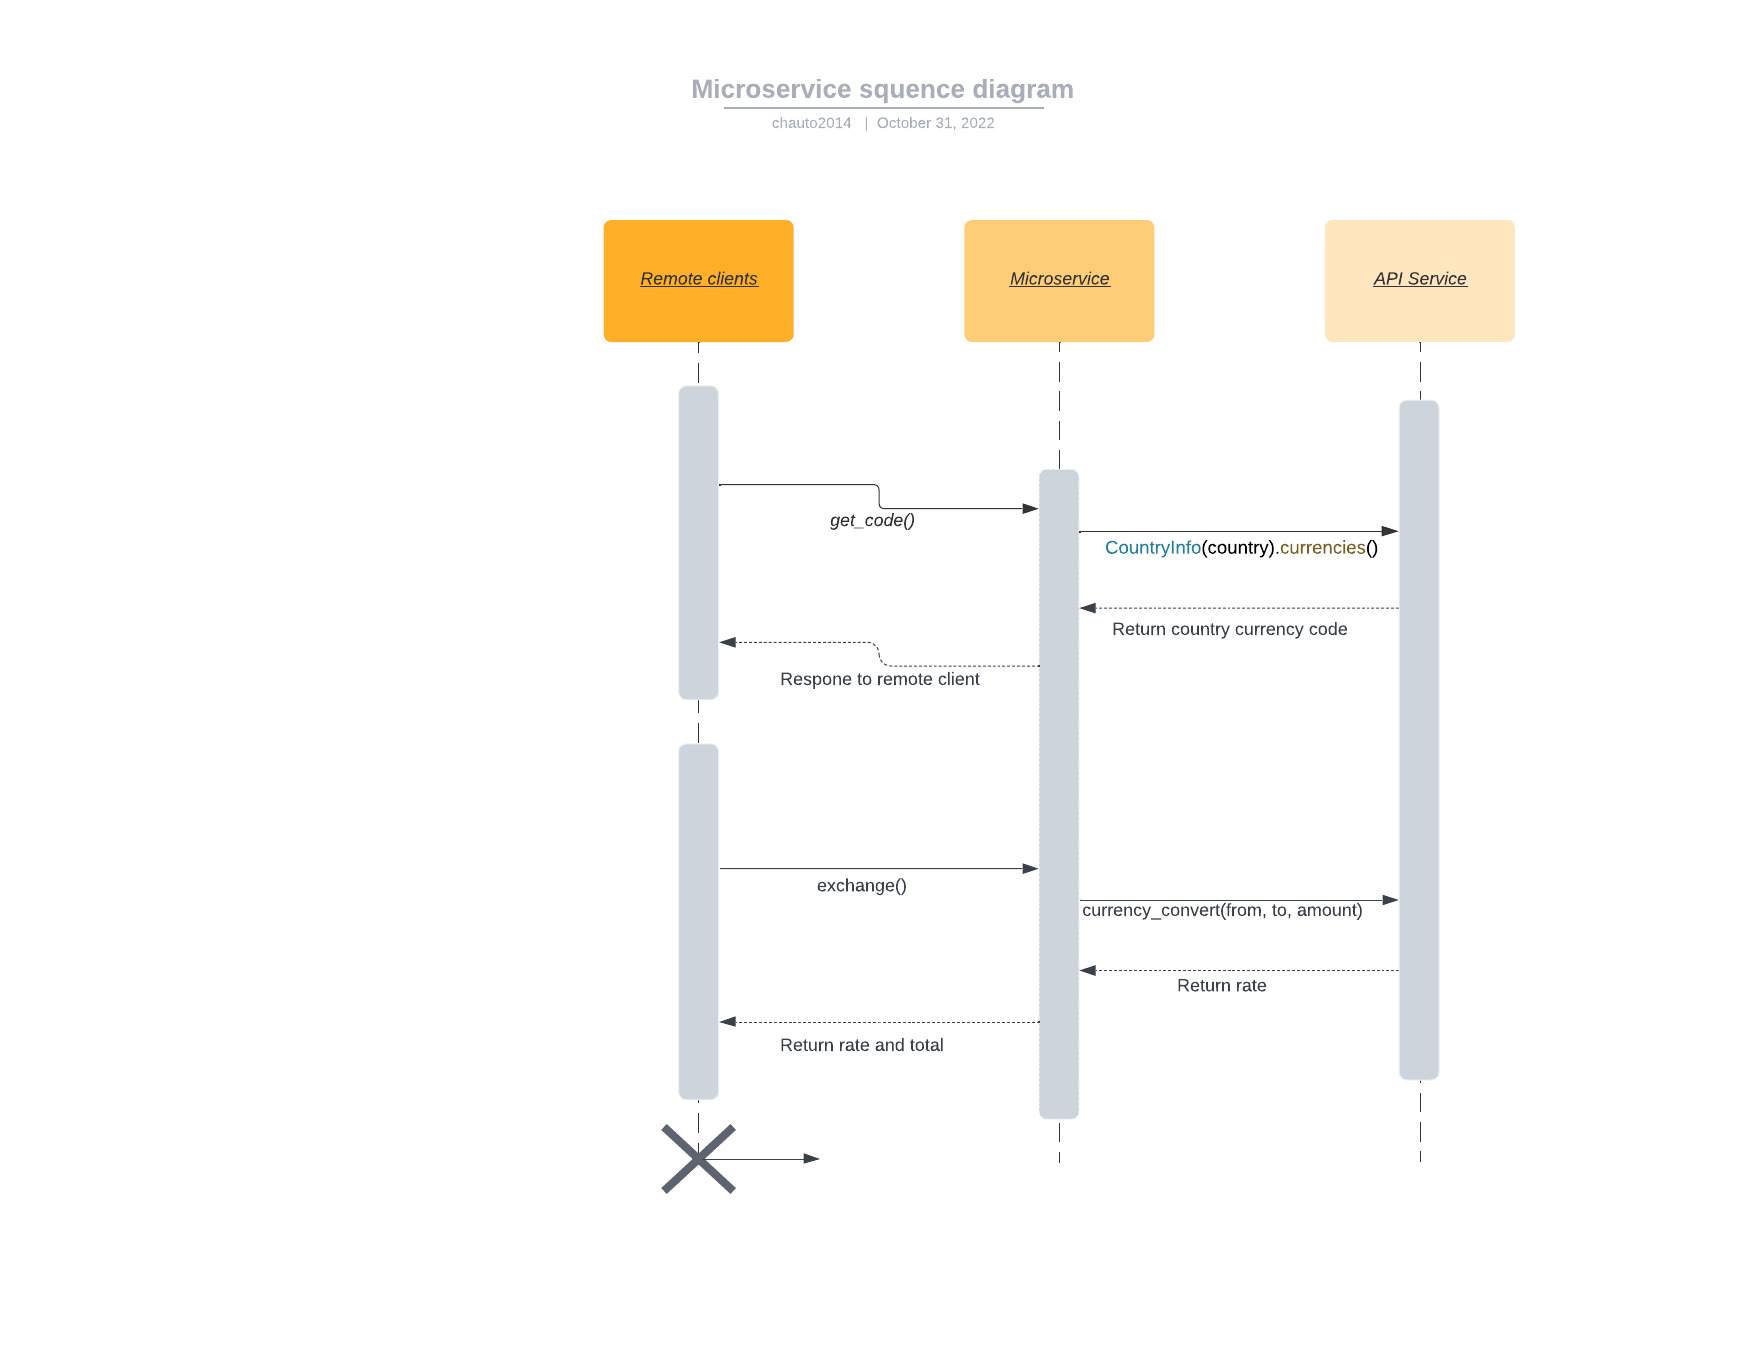 Microservice squence diagram
chauto2014 | October 31, 2022
Remote clients
Microservice
API Service
get_code()
CountryInfo(country).currencies()
Return country currency code
Respone to remote client
exchange()
currency_convert(from, to, amount)
Return rate
Return rate and total